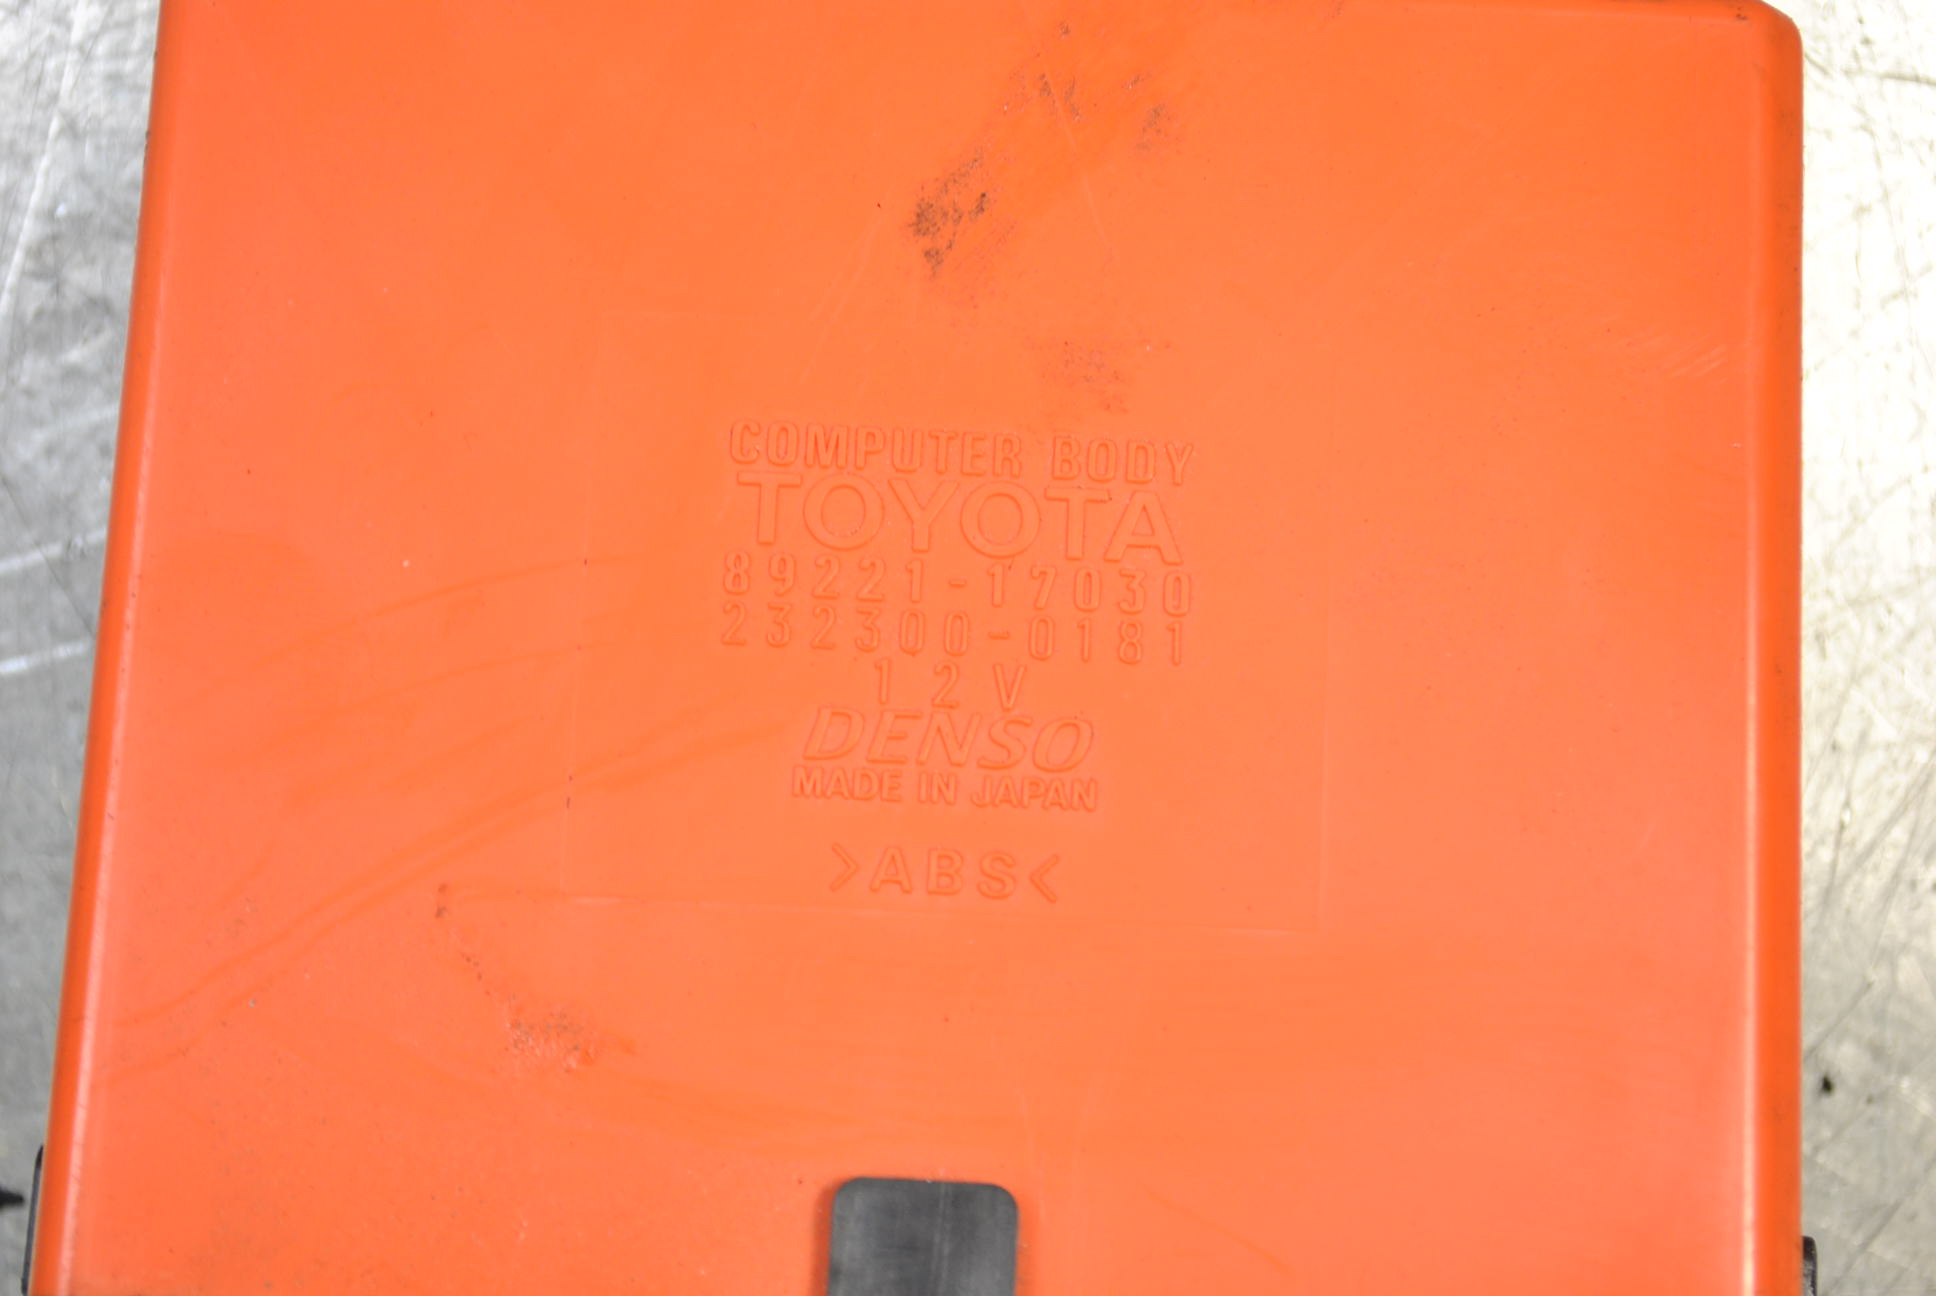 COMPUTER BODY
TOYOTA
89221-17030
232300-0181
12V
DENSO
MADE IN JAPAN
>ABS<